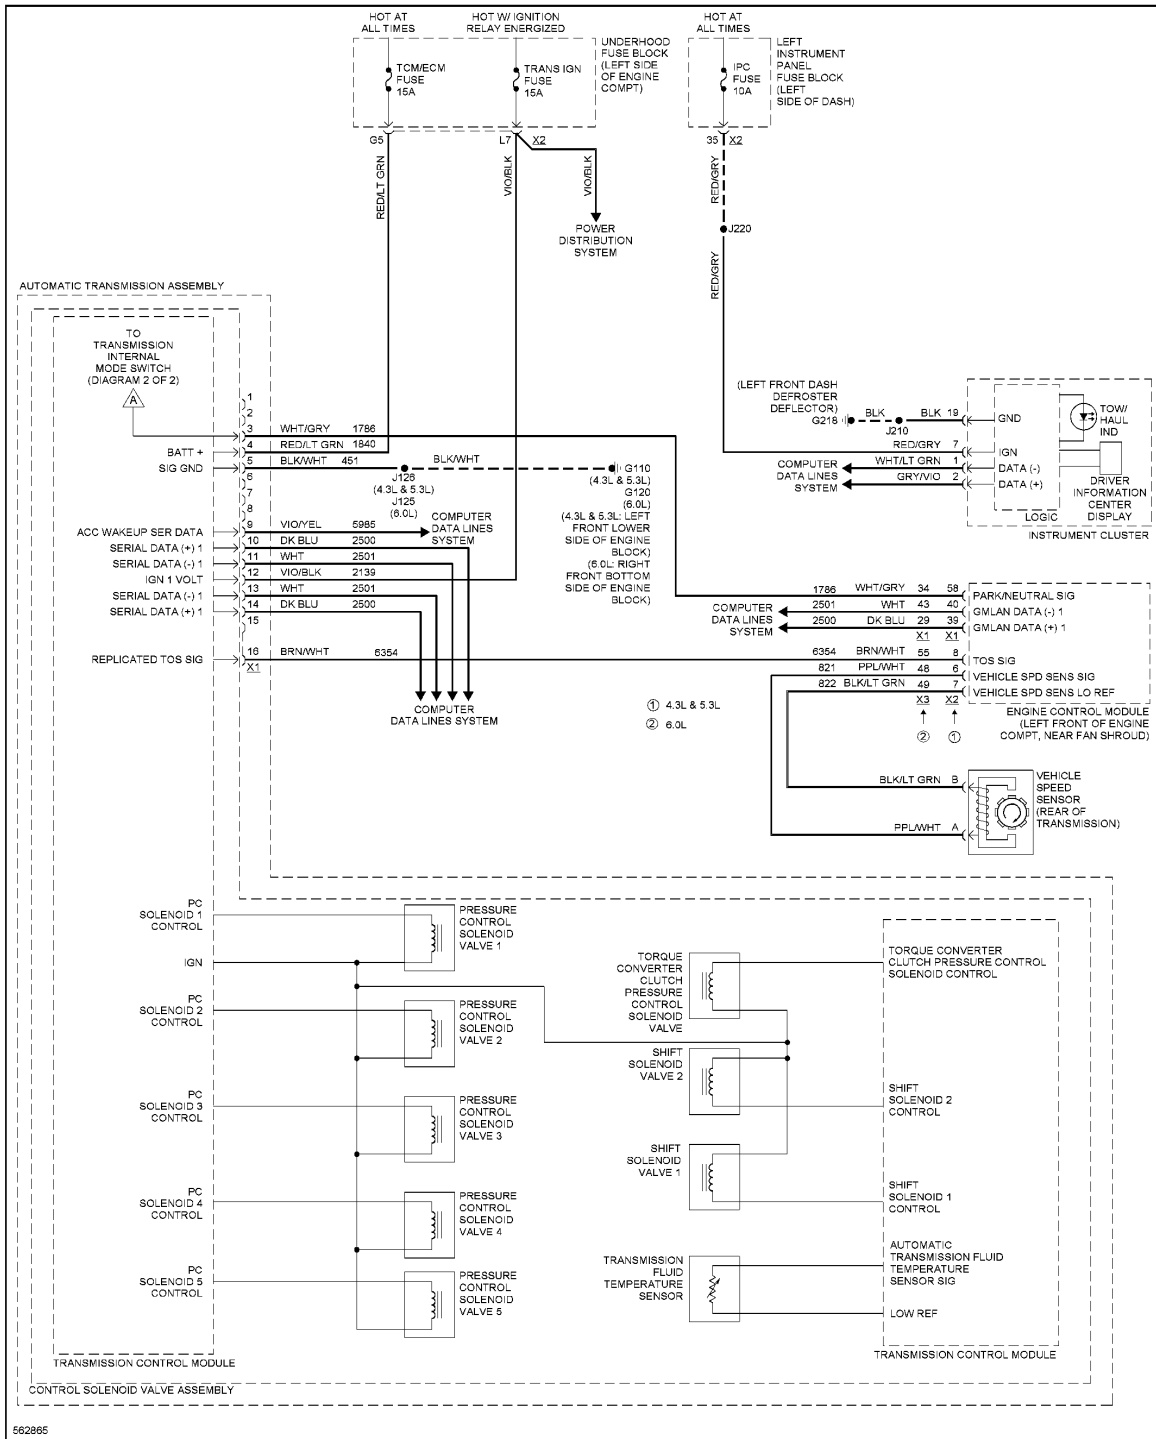 HOT AT
ALL TIMES
HOT W/ IGNITION
RELAY ENERGIZED
HOT AT
ALL TIMES
TCM/ECM
FUSE
15A
TRANS IGN
FUSE
15A
UNDERHOOD
FUSE BLOCK
(LEFT SIDE
OF ENGINE
COMPT)
IPC
FUSE
10A
LEFT
INSTRUMENT
PANEL
FUSE BLOCK
(LEFT
SIDE OF DASH)
G5
L7 X2
35 X2
RED/LT GRN
VIO/BLK
VIO/BLK
RED/GRY
POWER
DISTRIBUTION
SYSTEM
J220
RED/GRY
AUTOMATIC TRANSMISSION ASSEMBLY
TO
TRANSMISSION
INTERNAL
MODE SWITCH
(DIAGRAM 2 OF 2)
A
1
2
3 WHT/GRY 1786
BATT + 4 RED/LT GRN 1840
SIG GND 5 BLK/WHT 451
6
7
8
ACC WAKEUP SER DATA 9 VIO/YEL 5985
SERIAL DATA (+) 1 10 DK BLU 2500
SERIAL DATA (-) 1 11 WHT 2501
IGN 1 VOLT 12 VIO/BLK 2139
SERIAL DATA (-) 1 13 WHT 2501
SERIAL DATA (+) 1 14 DK BLU 2500
15
REPLICATED TOS SIG 16 BRN/WHT 6354
X1
BLK/WHT
J126
(4.3L & 5.3L)
J125
(6.0L)
G110
(4.3L & 5.3L)
G120
(6.0L)
(4.3L & 5.3L: LEFT
FRONT LOWER
SIDE OF ENGINE
BLOCK)
(6.0L: RIGHT
FRONT BOTTOM
SIDE OF ENGINE
BLOCK)
COMPUTER
DATA LINES
SYSTEM
COMPUTER
DATA LINES SYSTEM
(LEFT FRONT DASH
DEFROSTER
DEFLECTOR)
G218 BLK J210 BLK 19 GND
RED/GRY 7 IGN
WHT/LT GRN 1 DATA (-)
GRY/VIO 2 DATA (+)
COMPUTER
DATA LINES
SYSTEM
TOW/
HAUL
IND
DRIVER
INFORMATION
CENTER
DISPLAY
LOGIC
INSTRUMENT CLUSTER
1786 WHT/GRY 34 58 PARK/NEUTRAL SIG
2501 WHT 43 40 GMLAN DATA (-) 1
2500 DK BLU 29 39 GMLAN DATA (+) 1
X1 X1
COMPUTER
DATA LINES
SYSTEM
6354 BRN/WHT 55 8 TOS SIG
821 PPL/WHT 48 6 VEHICLE SPD SENS SIG
822 BLK/LT GRN 49 7 VEHICLE SPD SENS LO REF
X3 X2
2 1
ENGINE CONTROL MODULE
(LEFT FRONT OF ENGINE
COMPT, NEAR FAN SHROUD)
1 4.3L & 5.3L
2 6.0L
BLK/LT GRN B
PPL/WHT A
VEHICLE
SPEED
SENSOR
(REAR OF
TRANSMISSION)
PC
SOLENOID 1
CONTROL
IGN
PC
SOLENOID 2
CONTROL
PC
SOLENOID 3
CONTROL
PC
SOLENOID 4
CONTROL
PC
SOLENOID 5
CONTROL
PRESSURE
CONTROL
SOLENOID
VALVE 1
PRESSURE
CONTROL
SOLENOID
VALVE 2
PRESSURE
CONTROL
SOLENOID
VALVE 3
PRESSURE
CONTROL
SOLENOID
VALVE 4
PRESSURE
CONTROL
SOLENOID
VALVE 5
TORQUE
CONVERTER
CLUTCH
PRESSURE
CONTROL
SOLENOID
VALVE
SHIFT
SOLENOID
VALVE 2
SHIFT
SOLENOID
VALVE 1
TRANSMISSION
FLUID
TEMPERATURE
SENSOR
TORQUE CONVERTER
CLUTCH PRESSURE CONTROL
SOLENOID CONTROL
SHIFT
SOLENOID 2
CONTROL
SHIFT
SOLENOID 1
CONTROL
AUTOMATIC
TRANSMISSION FLUID
TEMPERATURE
SENSOR SIG
LOW REF
TRANSMISSION CONTROL MODULE
TRANSMISSION CONTROL MODULE
CONTROL SOLENOID VALVE ASSEMBLY
562865